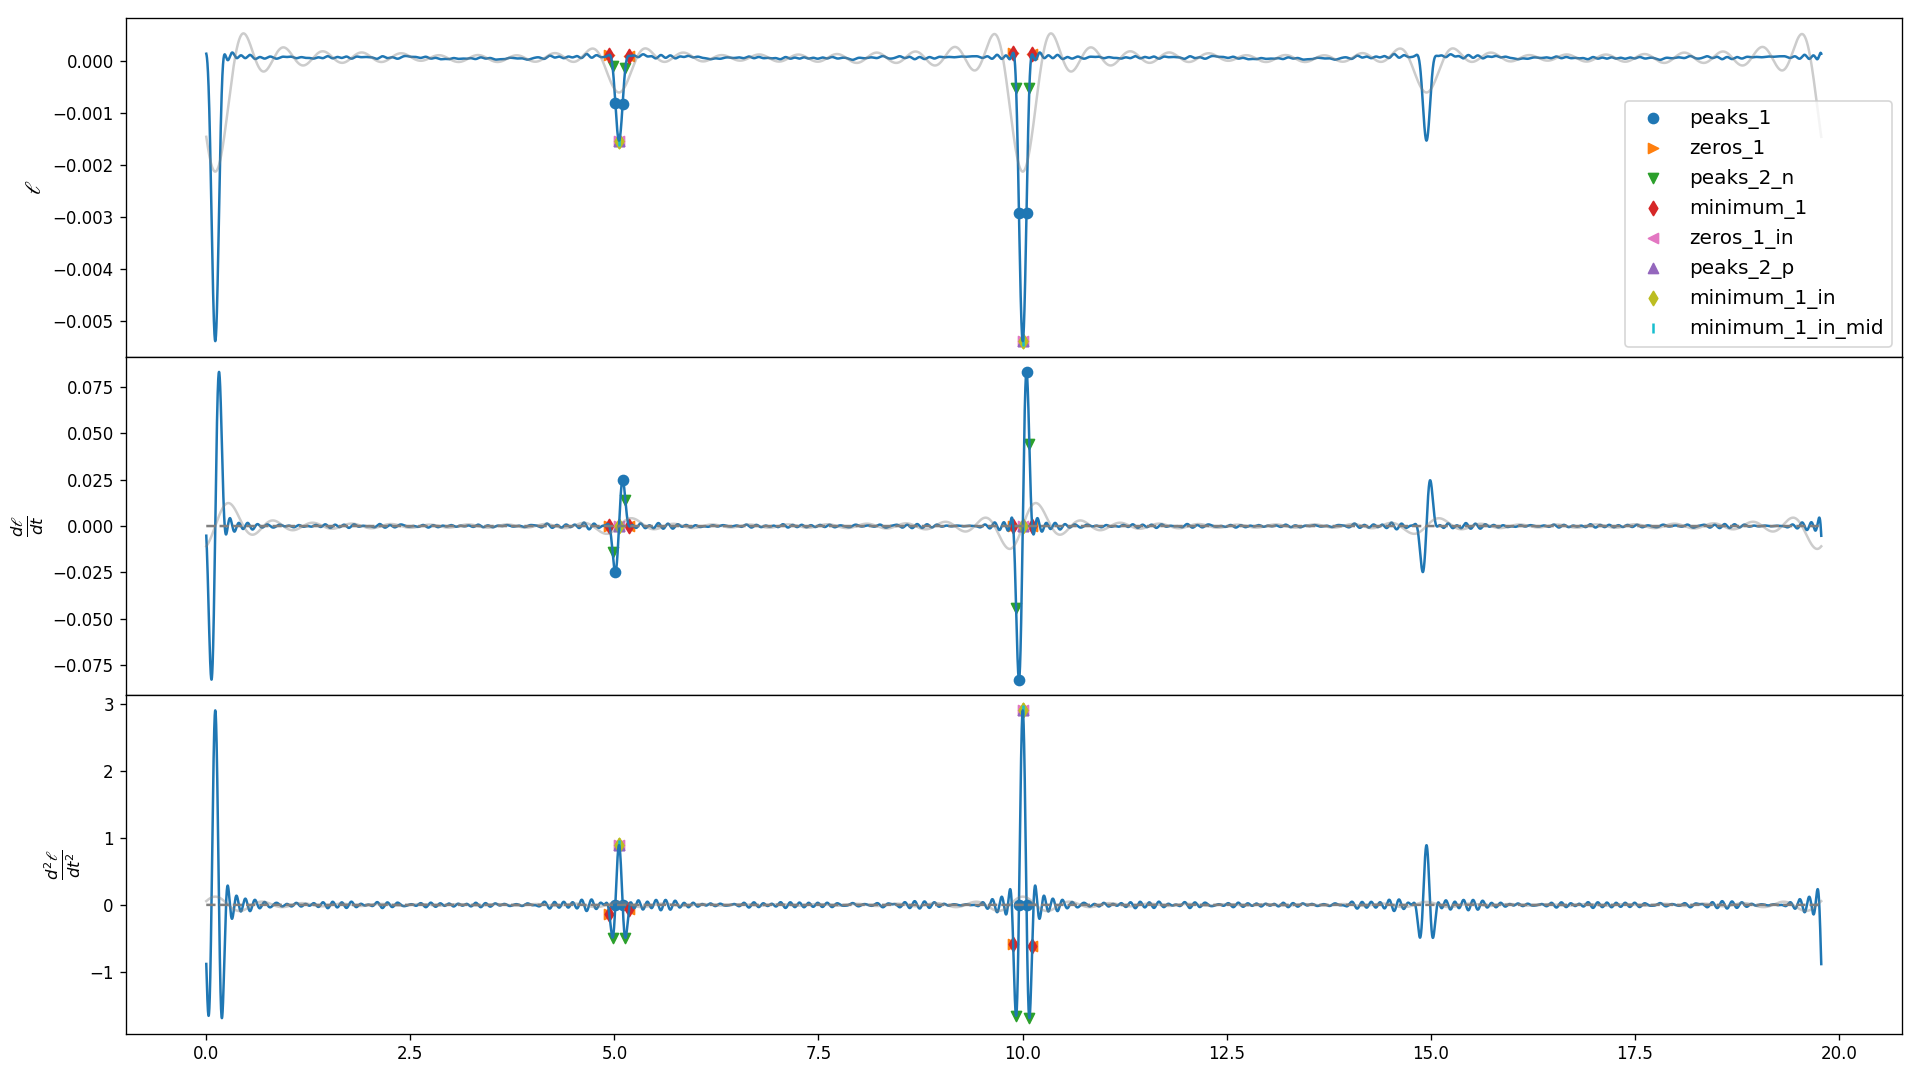 0.000
−0.001
−0.002
−0.003
−0.004
−0.005
ℓ
peaks_1
zeros_1
peaks_2_n
minimum_1
zeros_1_in
peaks_2_p
minimum_1_in
minimum_1_in_mid
0.075
0.050
0.025
0.000
−0.025
−0.050
−0.075
dℓ
dt
3
2
1
0
−1
d²ℓ
dt²
0.0 2.5 5.0 7.5 10.0 12.5 15.0 17.5 20.0